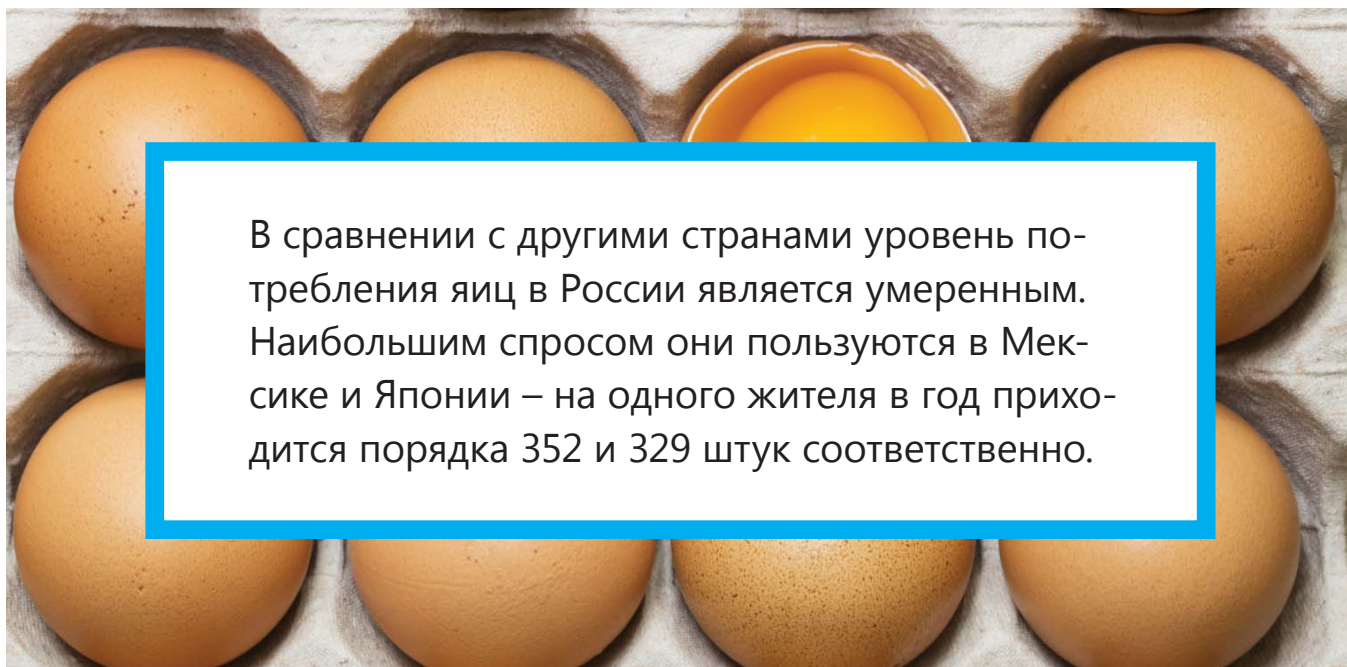 В сравнении с другими странами уровень по-
требления яиц в России является умеренным.
Наибольшим спросом они пользуются в Мек-
сике и Японии – на одного жителя в год прихо-
дится порядка 352 и 329 штук соответственно.